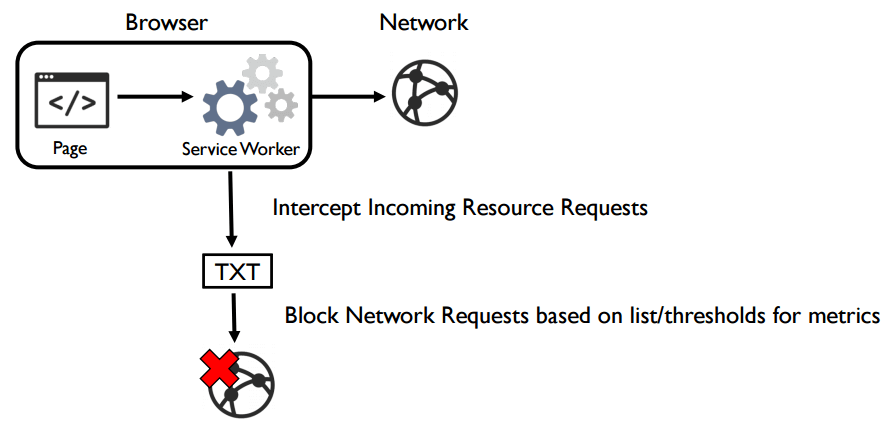 Browser
Network
</>
Page
Service Worker
Intercept Incoming Resource Requests
TXT
Block Network Requests based on list/thresholds for metrics